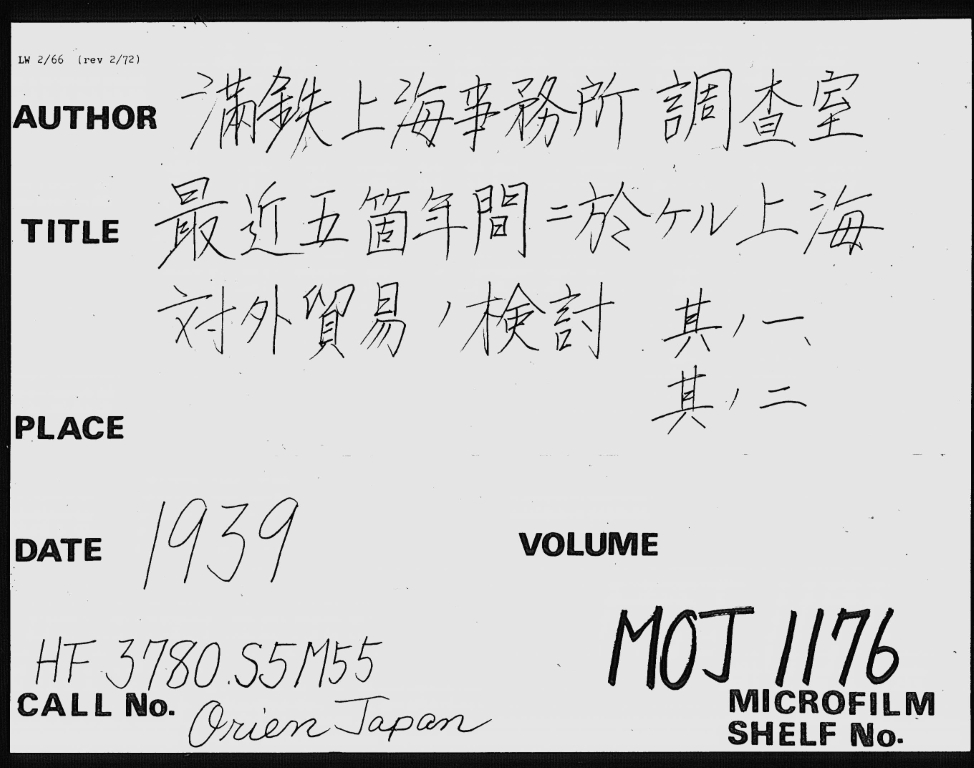 LW 2/66 (rev 2/72)
AUTHOR 満鉄上海事務所 調査室
TITLE 最近五箇年間ニ於ケル上海
対外貿易ノ検討 其ノ一、
其ノ二
PLACE
DATE 1939
VOLUME
HF 3780.S5M55
MOJ 1176
CALL No. Orien Japan
MICROFILM
SHELF No.